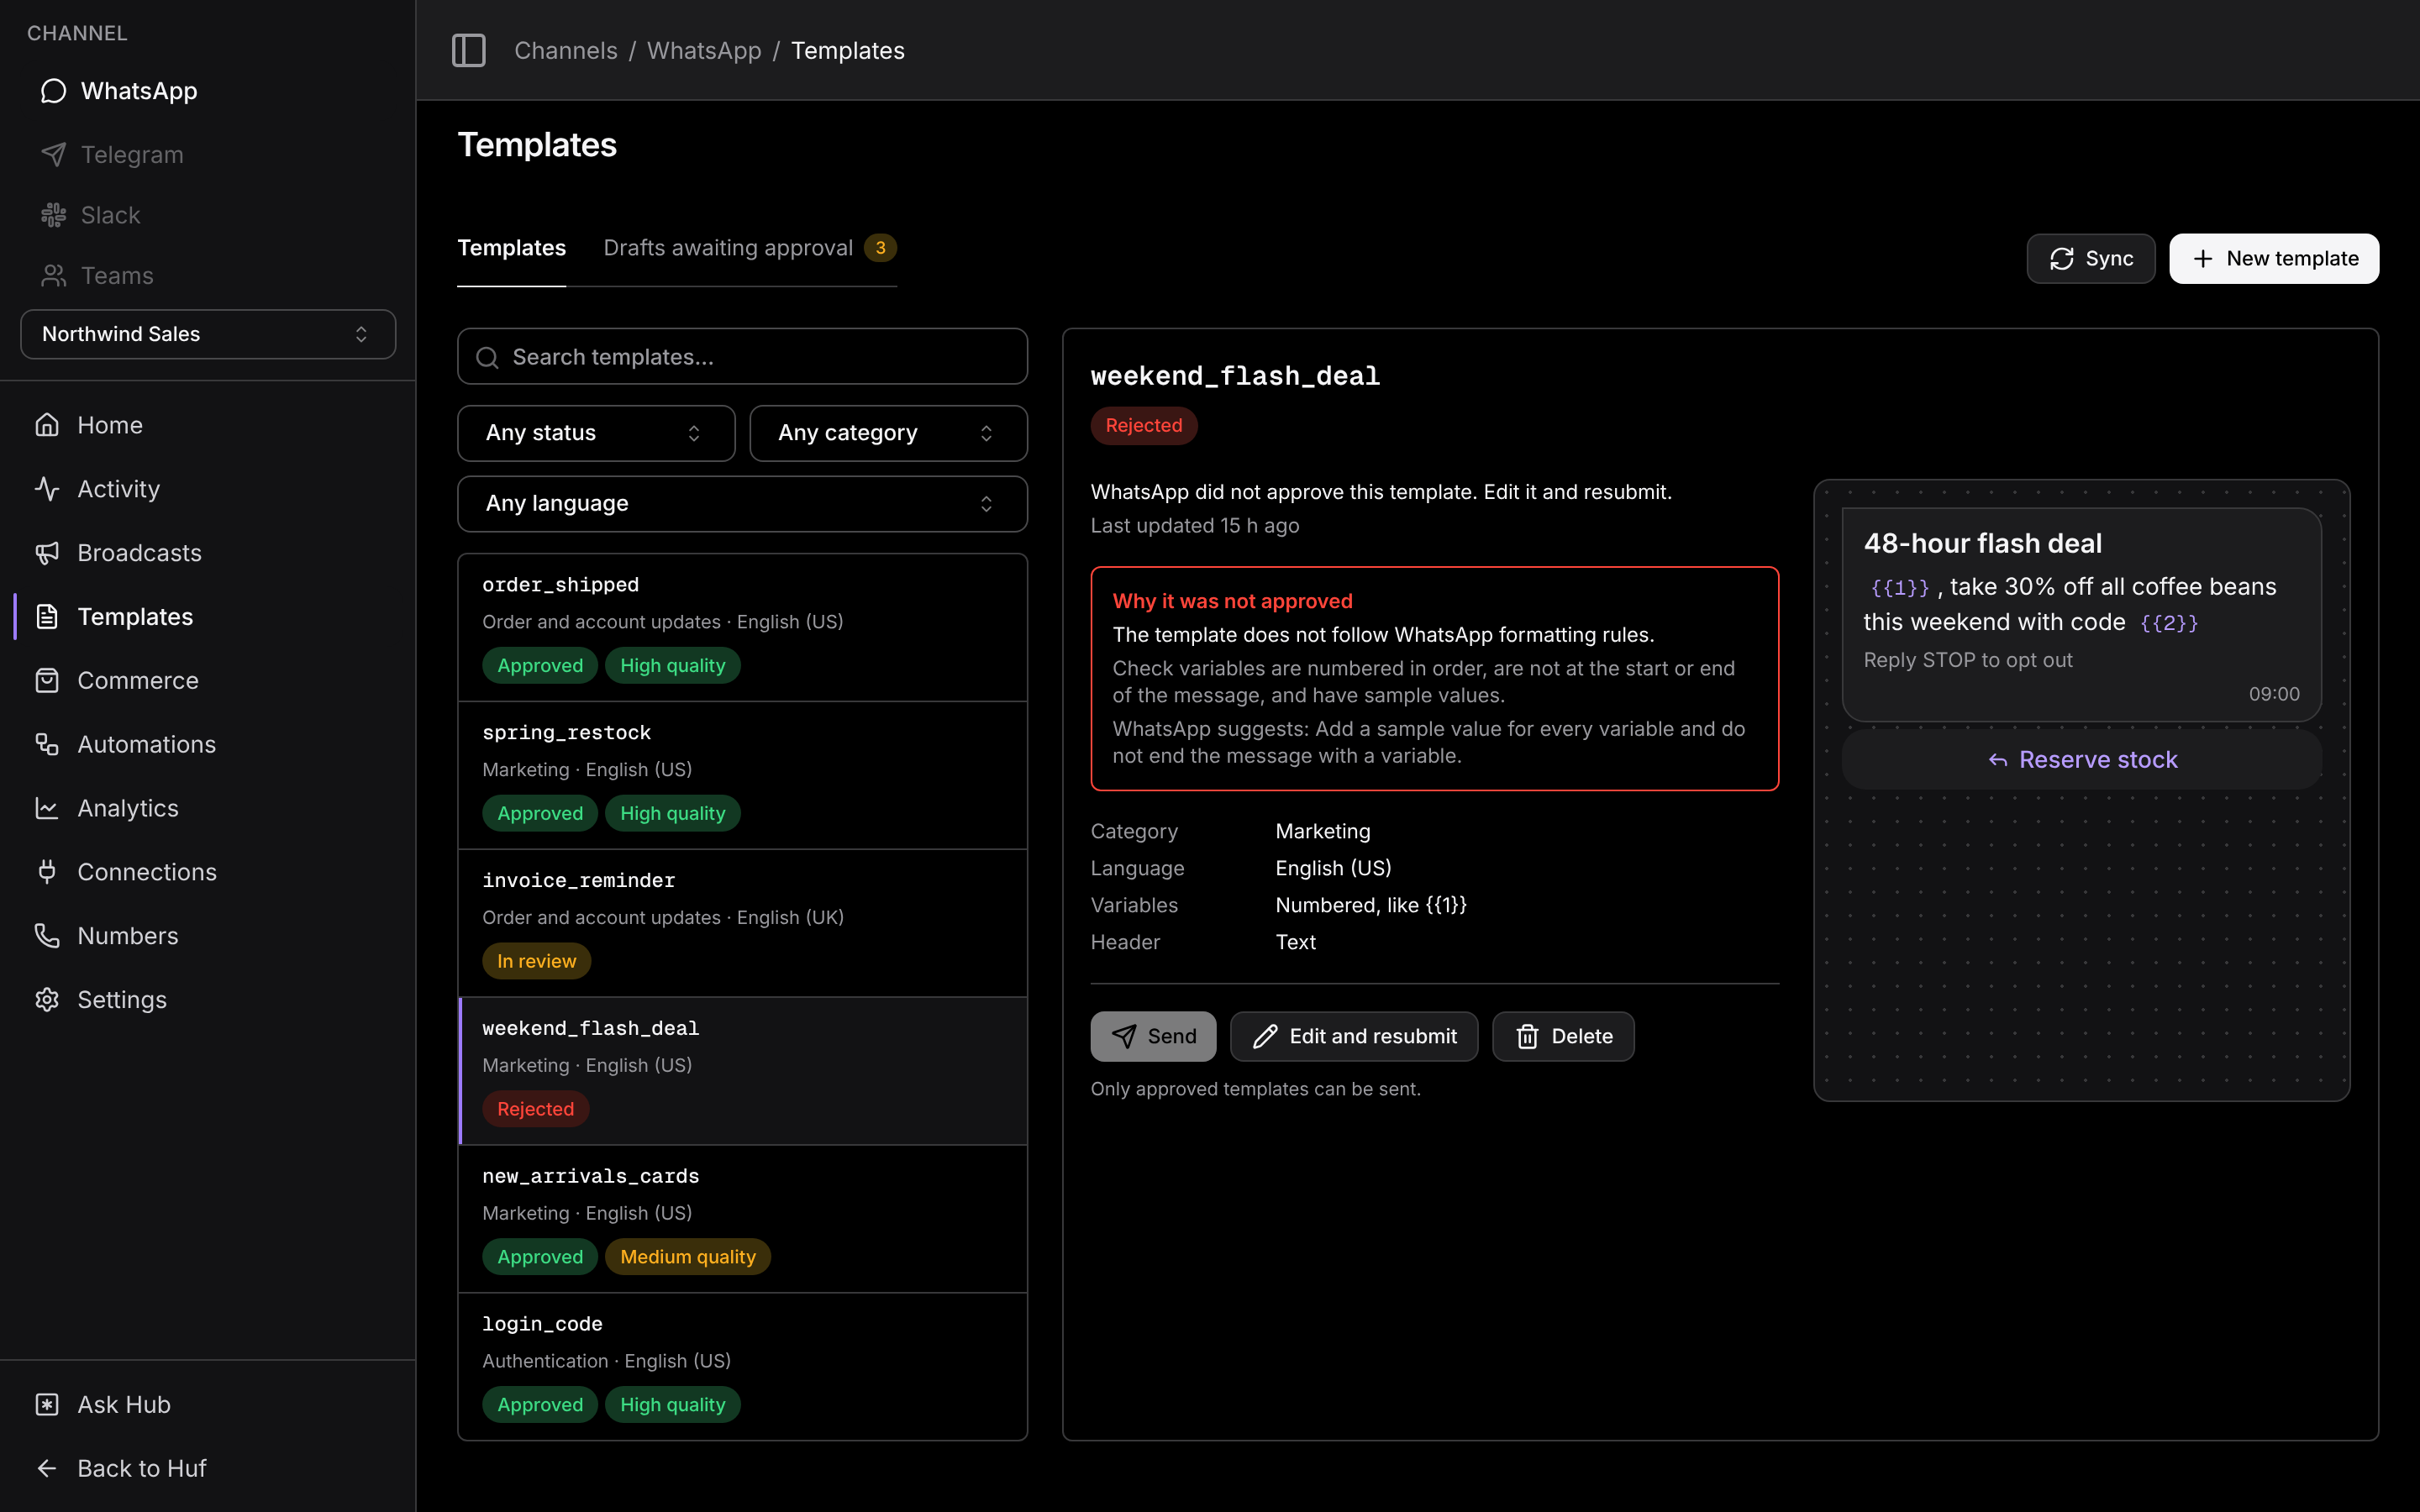 CHANNEL
WhatsApp
Telegram
Slack
Teams
Northwind Sales
Home
Activity
Broadcasts
Templates
Commerce
Automations
Analytics
Connections
Numbers
Settings
Ask Hub
Back to Huf
Channels / WhatsApp / Templates
Templates
Templates
Drafts awaiting approval 3
Sync
New template
Search templates...
Any status
Any category
Any language
order_shipped
Order and account updates · English (US)
Approved High quality
spring_restock
Marketing · English (US)
Approved High quality
invoice_reminder
Order and account updates · English (UK)
In review
weekend_flash_deal
Marketing · English (US)
Rejected
new_arrivals_cards
Marketing · English (US)
Approved Medium quality
login_code
Authentication · English (US)
Approved High quality
weekend_flash_deal
Rejected
WhatsApp did not approve this template. Edit it and resubmit.
Last updated 15 h ago
Why it was not approved
The template does not follow WhatsApp formatting rules.
Check variables are numbered in order, are not at the start or end
of the message, and have sample values.
WhatsApp suggests: Add a sample value for every variable and do
not end the message with a variable.
Category Marketing
Language English (US)
Variables Numbered, like {{1}}
Header Text
Send
Edit and resubmit
Delete
Only approved templates can be sent.
48-hour flash deal
{{1}} , take 30% off all coffee beans
this weekend with code {{2}}
Reply STOP to opt out
09:00
Reserve stock